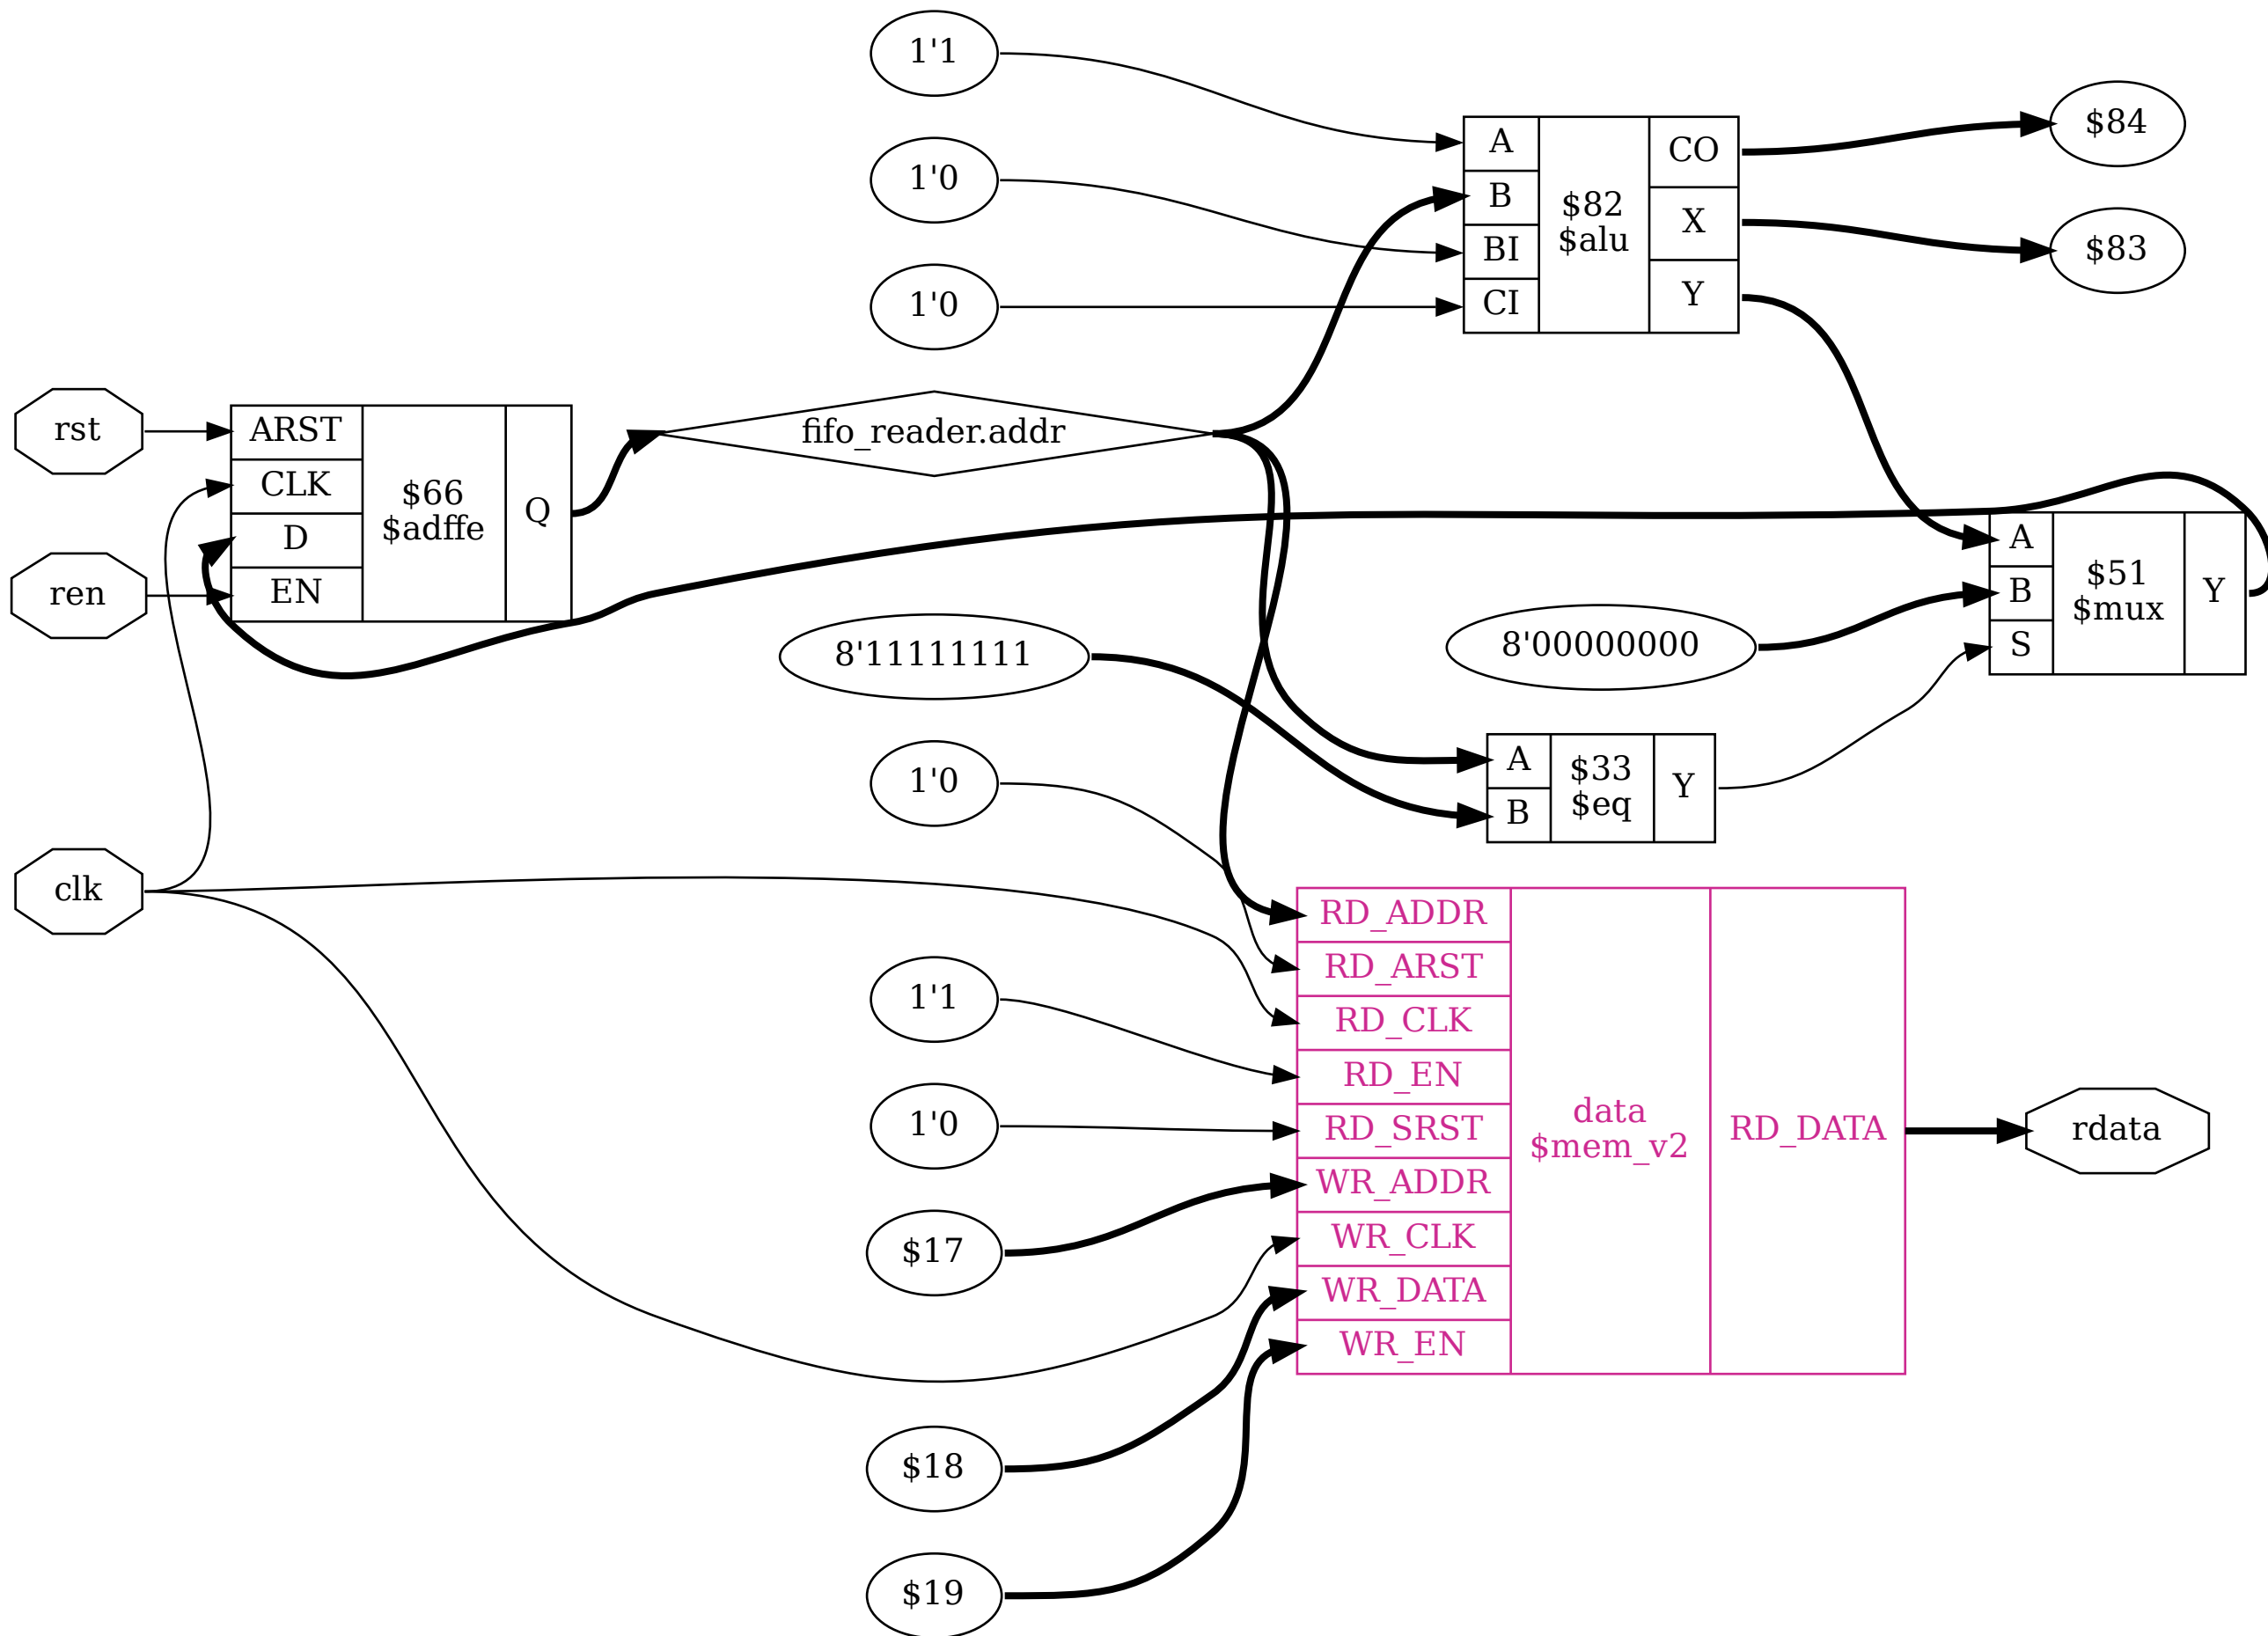 1'1
1'0
1'0
A
B
BI
CI
$82
$alu
CO
X
Y
$84
$83
rst
ren
clk
ARST
CLK
D
EN
$66
$adffe
Q
fifo_reader.addr
8'11111111
8'00000000
A
B
S
$51
$mux
Y
A
B
$33
$eq
Y
1'0
1'1
1'0
$17
$18
$19
RD_ADDR
RD_ARST
RD_CLK
RD_EN
RD_SRST
WR_ADDR
WR_CLK
WR_DATA
WR_EN
data
$mem_v2
RD_DATA
rdata